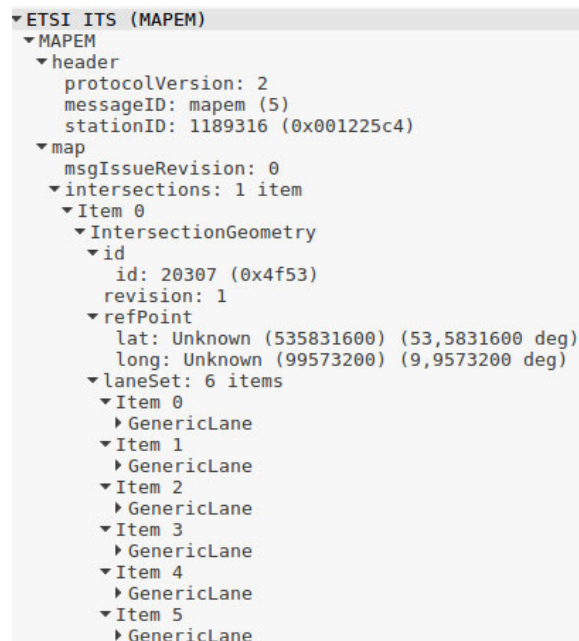 ETSI ITS (MAPEM)
MAPEM
header
protocolVersion: 2
messageID: mapem (5)
stationID: 1189316 (0x001225c4)
map
msgIssueRevision: 0
intersections: 1 item
Item 0
IntersectionGeometry
id
id: 20307 (0x4f53)
revision: 1
refPoint
lat: Unknown (535831600) (53,5831600 deg)
long: Unknown (99573200) (9,9573200 deg)
laneSet: 6 items
Item 0
GenericLane
Item 1
GenericLane
Item 2
GenericLane
Item 3
GenericLane
Item 4
GenericLane
Item 5
GenericLane